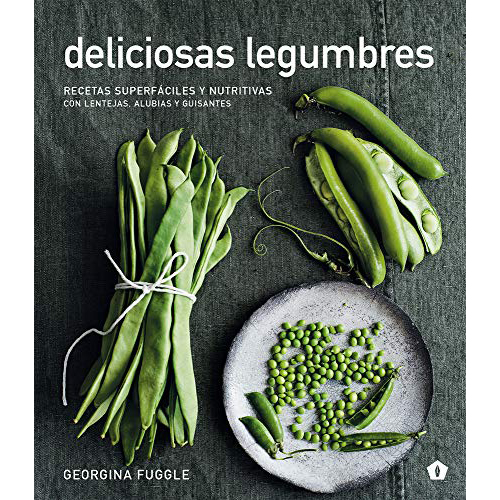 deliciosas legumbres
RECETAS SUPERFÁCILES Y NUTRITIVAS
CON LENTEJAS, ALUBIAS Y GUISANTES
GEORGINA FUGGLE